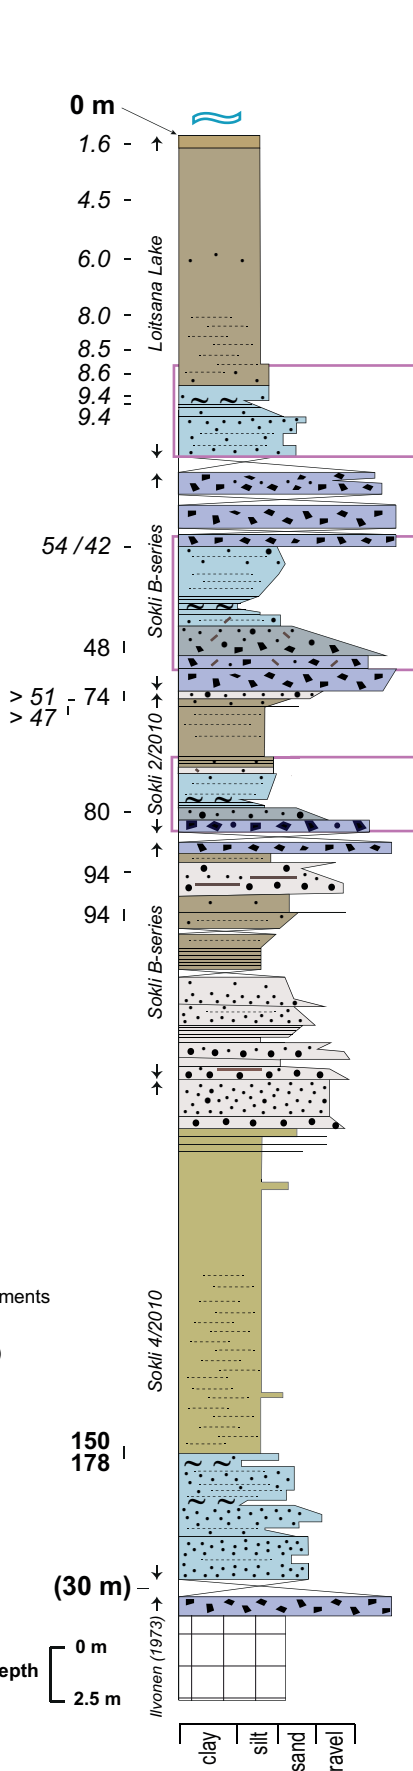 0 m
1.6
4.5
6.0
8.0
8.5
8.6
9.4
9.4
Loitsana Lake
54 / 42
48
Sokli B-series
> 51
74
> 47
80
Sokli 2/2010
94
94
Sokli B-series
ments
)
Sokli 4/2010
150
178
(30 m)
Ilvonen (1973)
0 m
epth
2.5 m
clay
silt
sand
ravel